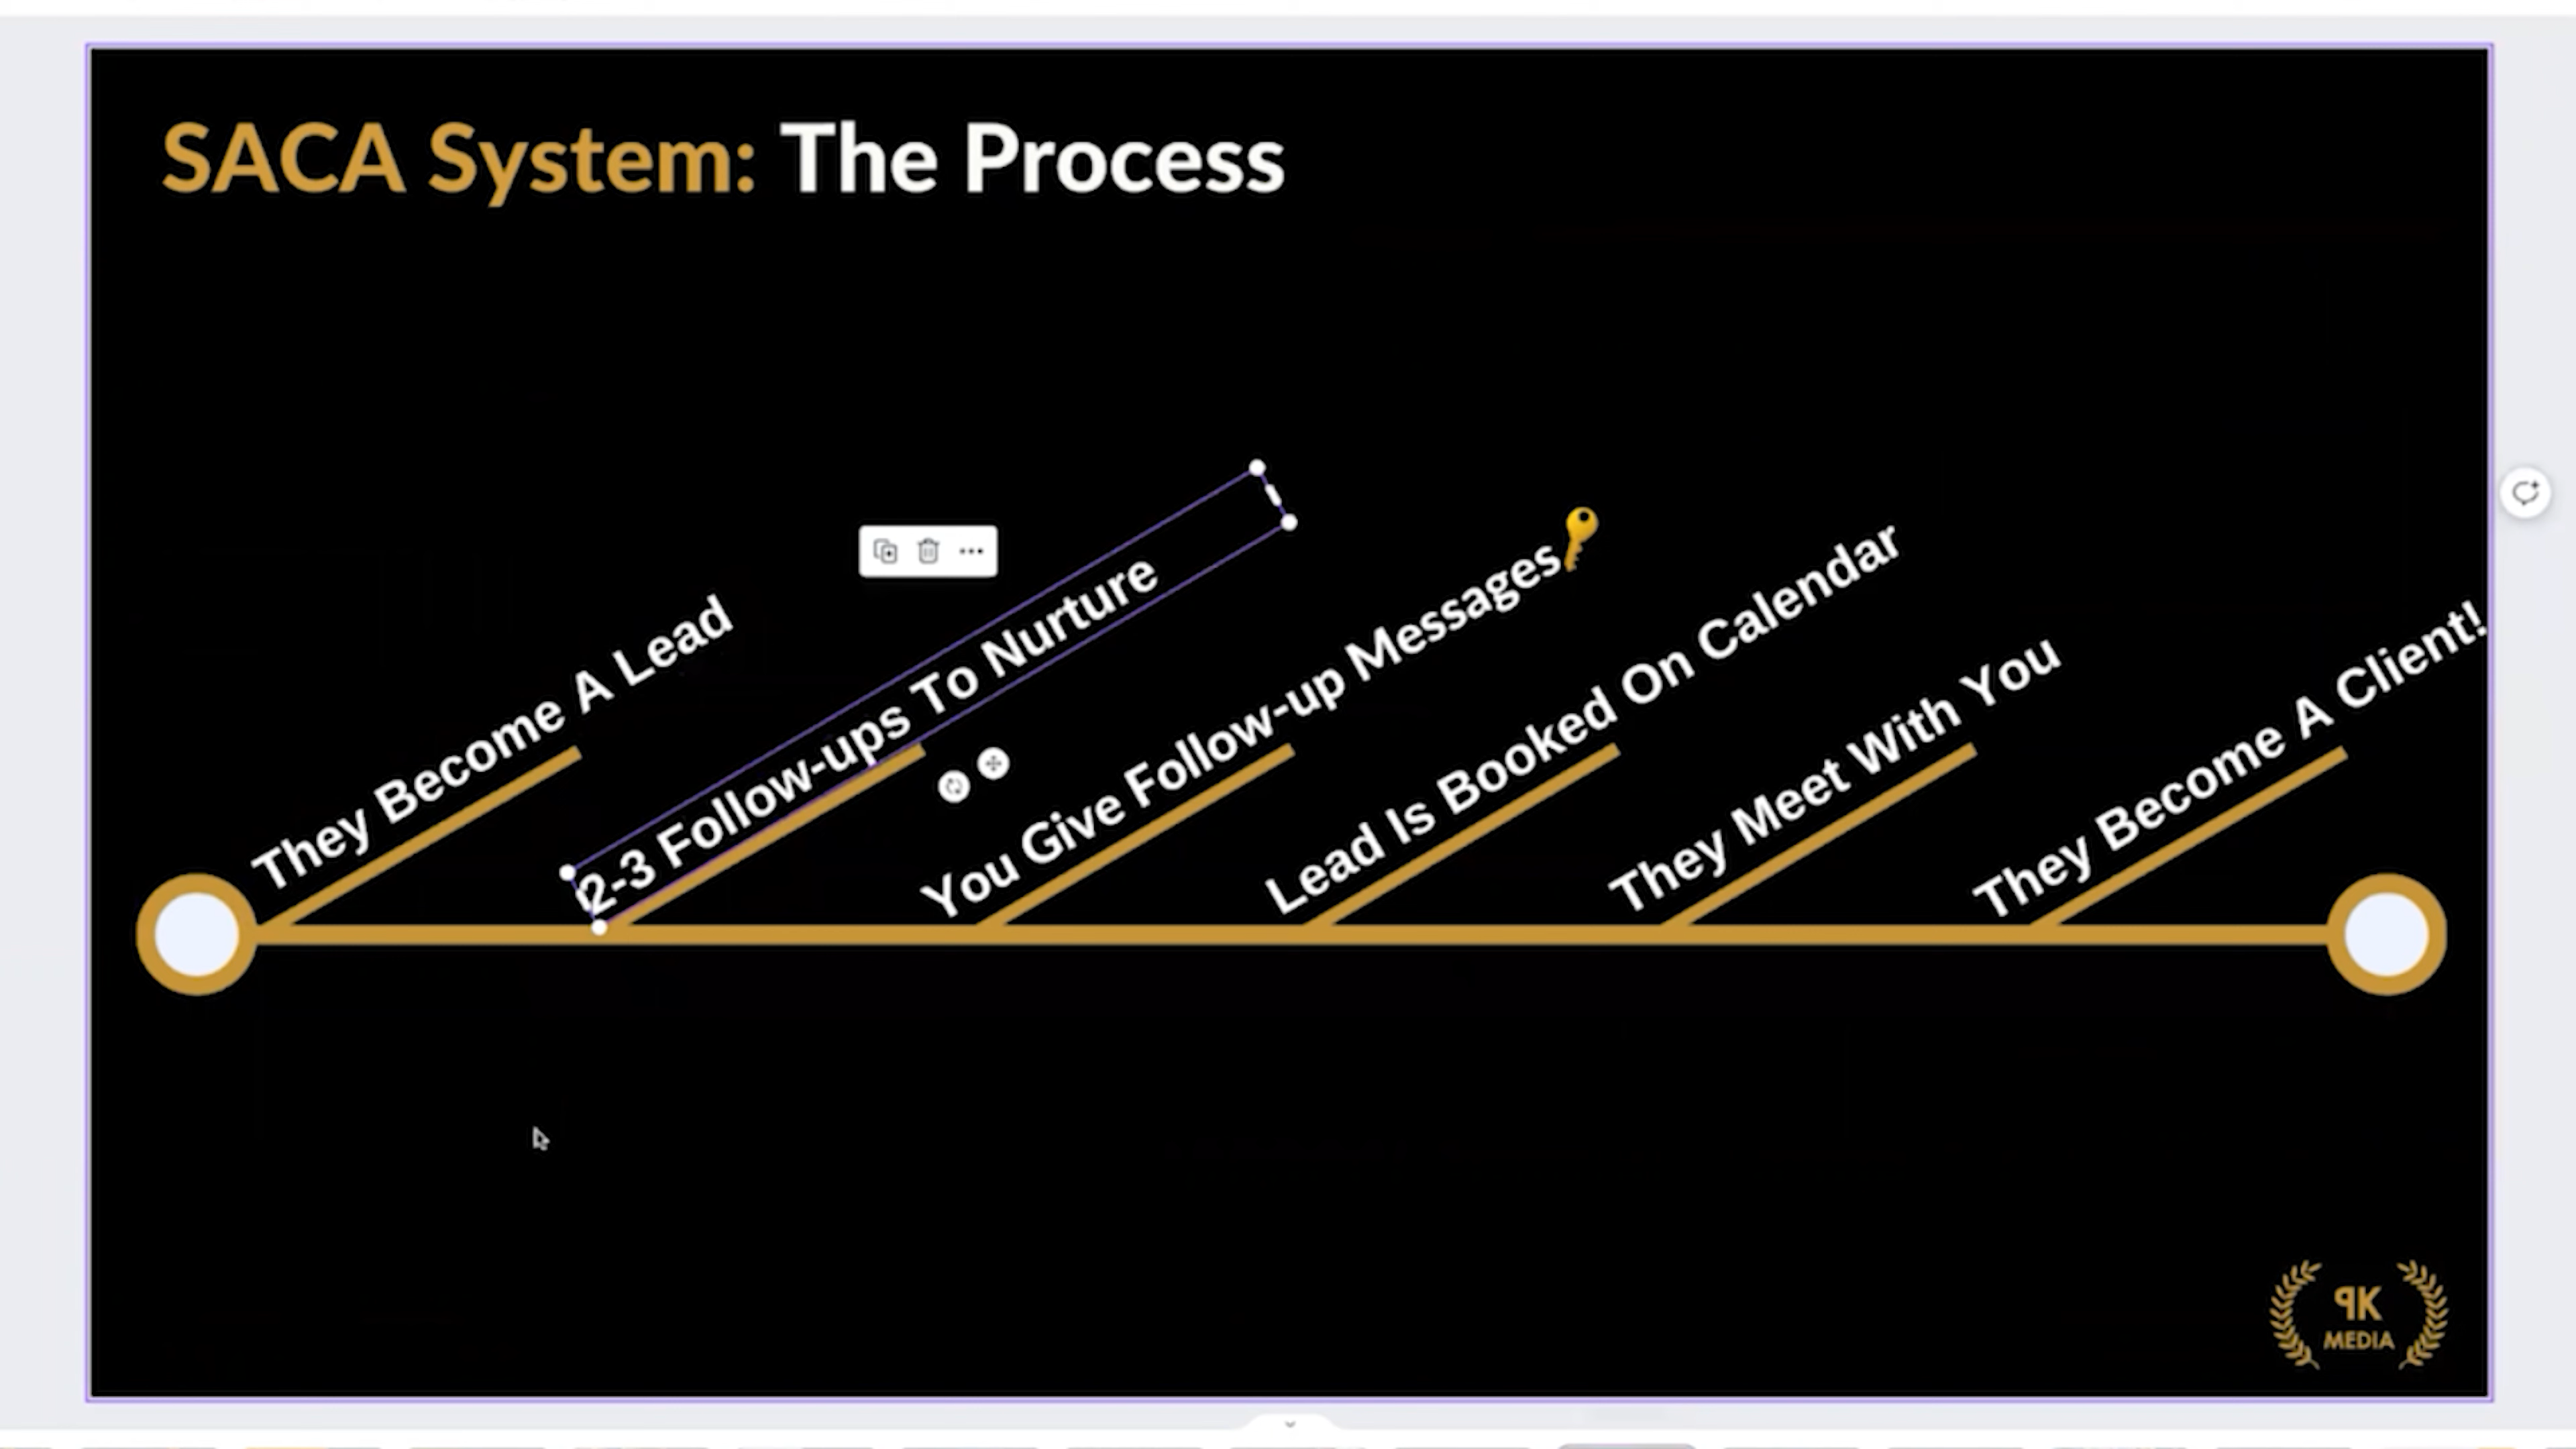 SACA System: The Process
They Become A Lead
2-3 Follow-ups To Nurture
You Give Follow-up Messages🔑
Lead Is Booked On Calendar
They Meet With You
They Become A Client!
PK
MEDIA